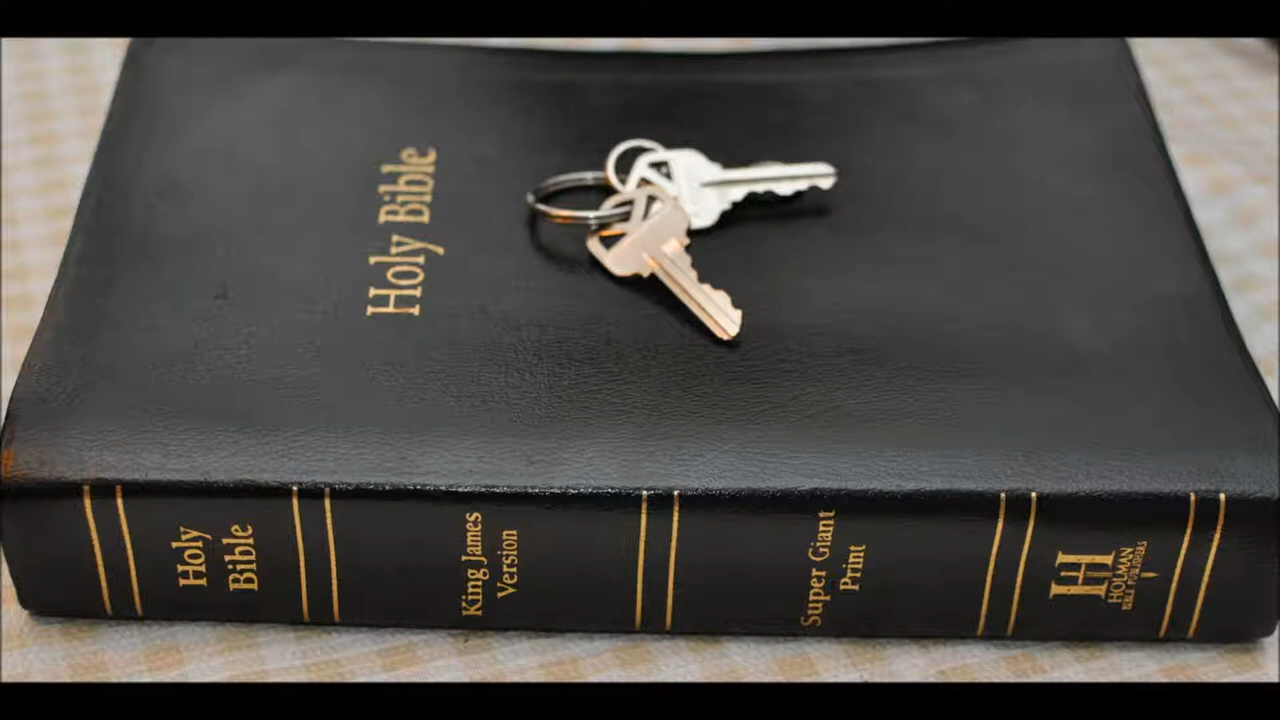 Holy Bible
Holy
Bible
King James
Version
Super Giant
Print
H
HOLMAN
BIBLE PUBLISHERS